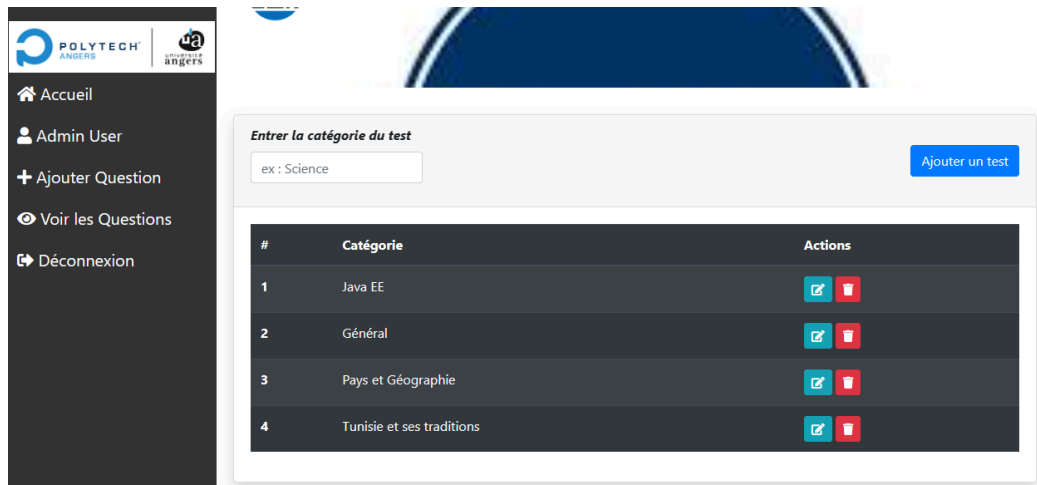 POLYTECH
ANGERS
ua
université
angers
Accueil
Admin User
Ajouter Question
Voir les Questions
Déconnexion
Entrer la catégorie du test
ex : Science
Ajouter un test
# Catégorie Actions
1 Java EE
2 Général
3 Pays et Géographie
4 Tunisie et ses traditions